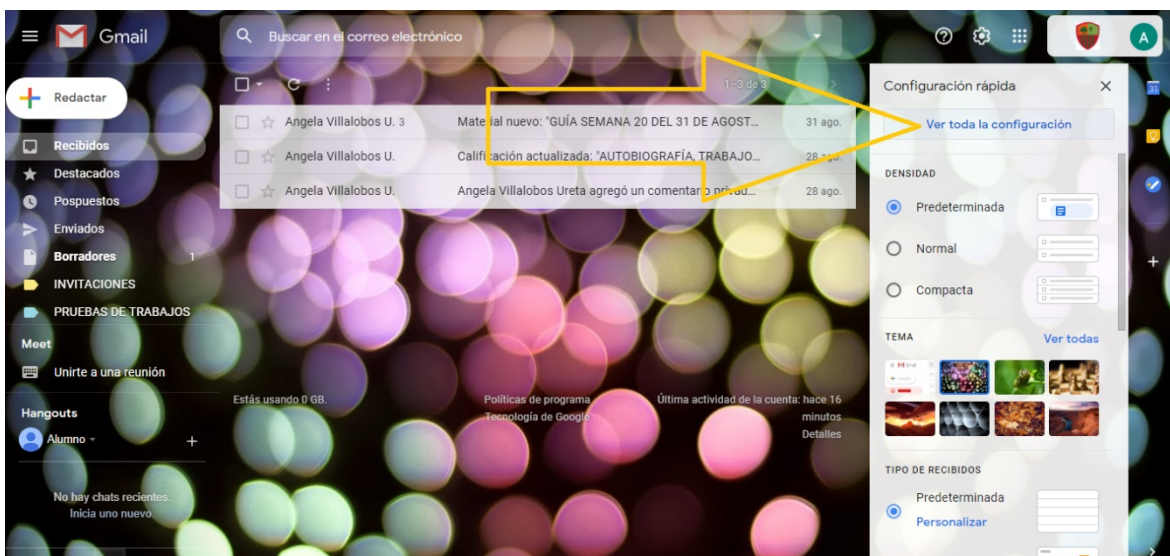 Gmail
Buscar en el correo electrónico
A
Redactar
1–3 de 3
Recibidos
Destacados
Pospuestos
Enviados
Borradores 1
INVITACIONES
PRUEBAS DE TRABAJOS
Meet
Unirte a una reunión
Hangouts
Alumno
No hay chats recientes.
Inicia uno nuevo.
Angela Villalobos U. 3 Material nuevo: "GUÍA SEMANA 20 DEL 31 DE AGOST... 31 ago.
Angela Villalobos U. Calificación actualizada: "AUTOBIOGRAFÍA, TRABAJO... 28 ago.
Angela Villalobos U. Angela Villalobos Ureta agregó un comentario privad... 28 ago.
Estás usando 0 GB.
Políticas de programa
Tecnología de Google
Última actividad de la cuenta: hace 16
minutos
Detalles
Configuración rápida
Ver toda la configuración
DENSIDAD
Predeterminada
Normal
Compacta
TEMA Ver todas
TIPO DE RECIBIDOS
Predeterminada
Personalizar